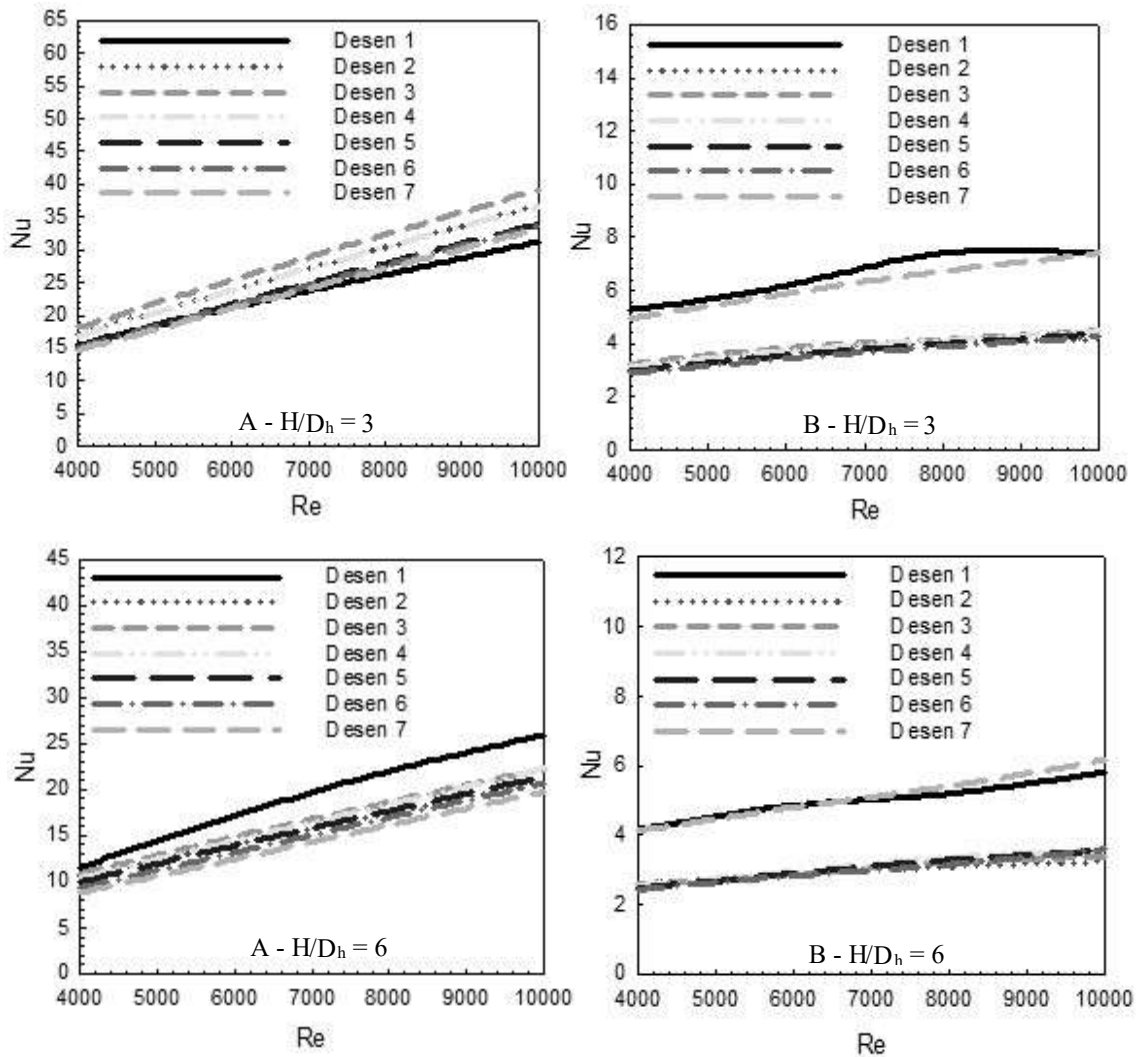 65
60
55
50
45
40
35
30
25
20
15
10
5
0
Nu
Desen 1
Desen 2
Desen 3
Desen 4
Desen 5
Desen 6
Desen 7
A - H/Dₕ = 3
4000 5000 6000 7000 8000 9000 10000
Re
16
14
12
10
8
6
4
2
0
Nu
Desen 1
Desen 2
Desen 3
Desen 4
Desen 5
Desen 6
Desen 7
B - H/Dₕ = 3
4000 5000 6000 7000 8000 9000 10000
Re
45
40
35
30
25
20
15
10
5
0
Nu
Desen 1
Desen 2
Desen 3
Desen 4
Desen 5
Desen 6
Desen 7
A - H/Dₕ = 6
4000 5000 6000 7000 8000 9000 10000
Re
12
10
8
6
4
2
0
Nu
Desen 1
Desen 2
Desen 3
Desen 4
Desen 5
Desen 6
Desen 7
B - H/Dₕ = 6
4000 5000 6000 7000 8000 9000 10000
Re